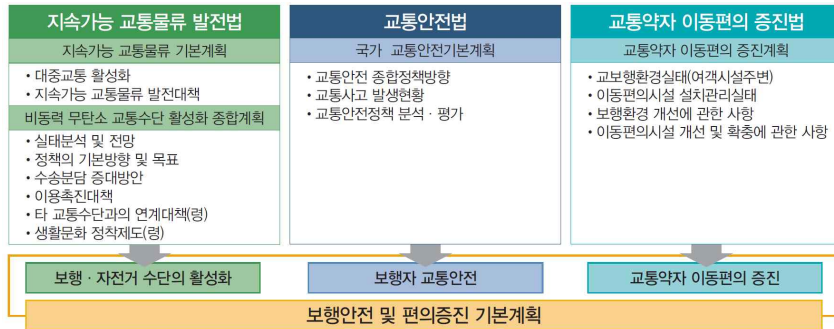 지속가능 교통물류 발전법
지속가능 교통물류 기본계획
• 대중교통 활성화
• 지속가능 교통물류 발전대책
비동력 무탄소 교통수단 활성화 종합계획
• 실태분석 및 전망
• 정책의 기본방향 및 목표
• 수송분담 증대방안
• 이용촉진대책
• 타 교통수단과의 연계대책(령)
• 생활문화 정착제도(령)
교통안전법
국가 교통안전기본계획
• 교통안전 종합정책방향
• 교통사고 발생현황
• 교통안전정책 분석 · 평가
교통약자 이동편의 증진법
교통약자 이동편의 증진계획
• 교보행환경실태(여객시설주변)
• 이동편의시설 설치관리실태
• 보행환경 개선에 관한 사항
• 이동편의시설 개선 및 확충에 관한 사항
보행 · 자전거 수단의 활성화
보행자 교통안전
교통약자 이동편의 증진
보행안전 및 편의증진 기본계획